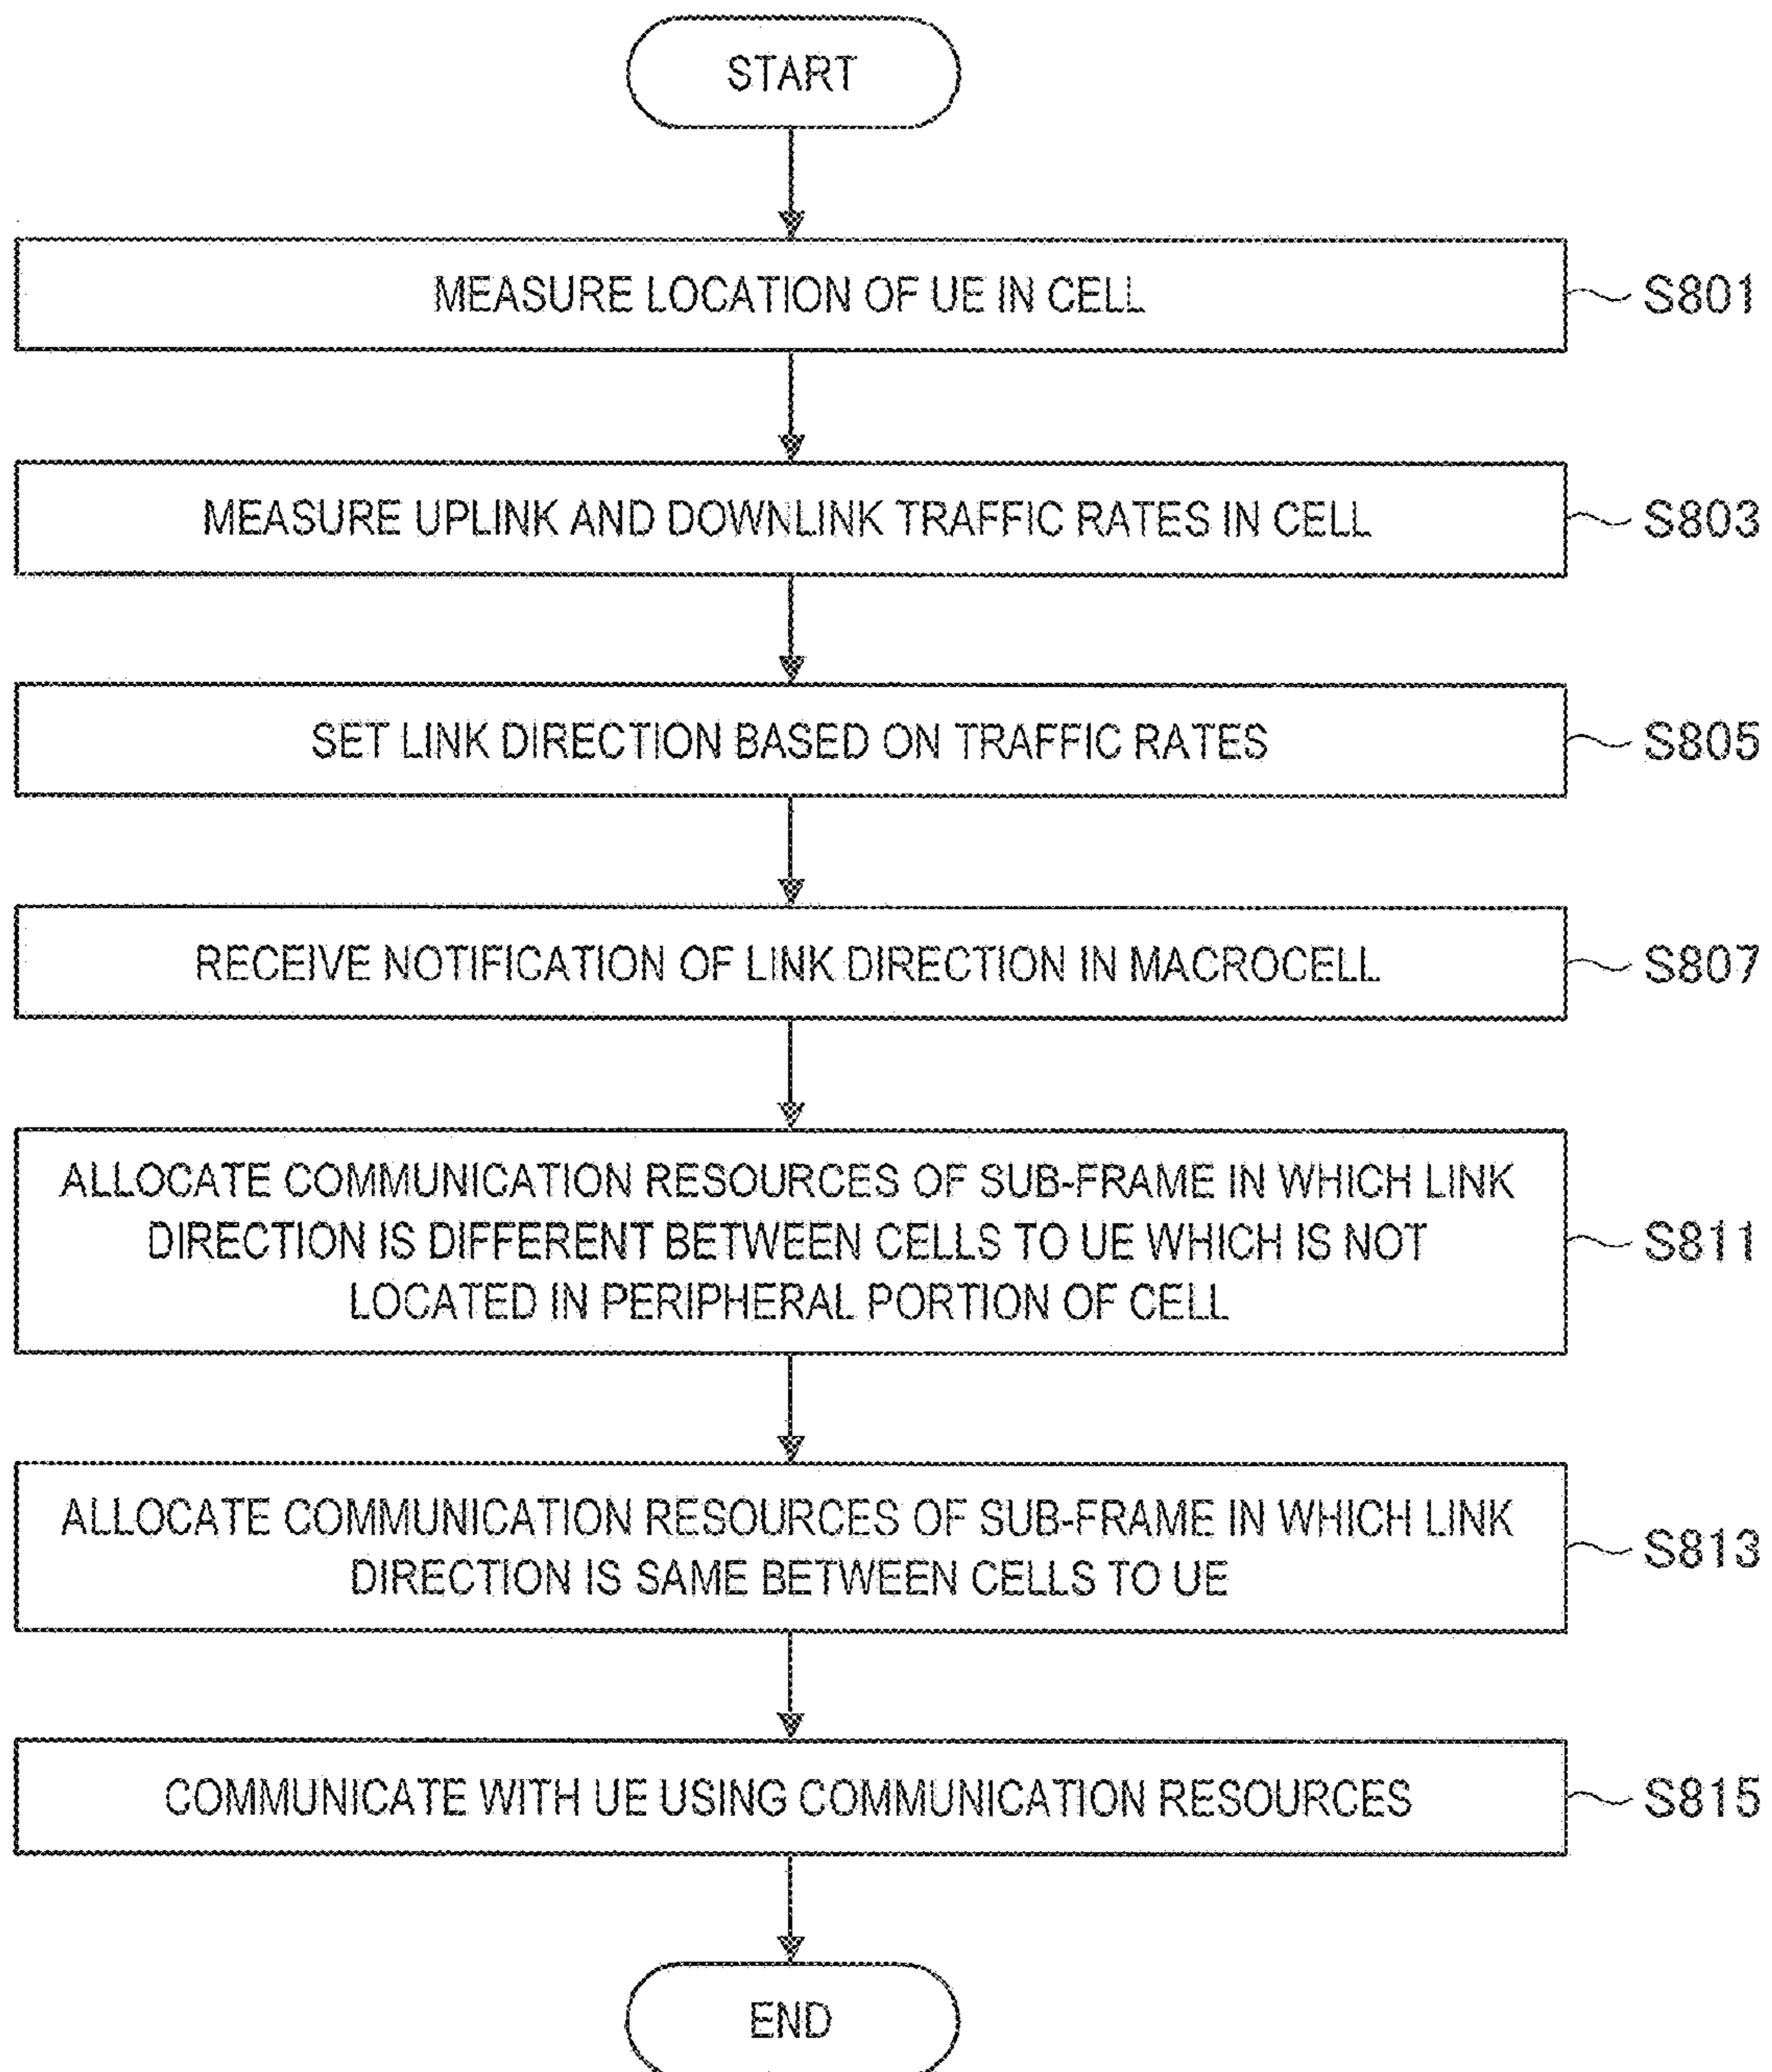 START
MEASURE LOCATION OF UE IN CELL
S801
MEASURE UPLINK AND DOWNLINK TRAFFIC RATES IN CELL
S803
SET LINK DIRECTION BASED ON TRAFFIC RATES
S805
RECEIVE NOTIFICATION OF LINK DIRECTION IN MACROCELL
S807
ALLOCATE COMMUNICATION RESOURCES OF SUB-FRAME IN WHICH LINK
DIRECTION IS DIFFERENT BETWEEN CELLS TO UE WHICH IS NOT
LOCATED IN PERIPHERAL PORTION OF CELL
S811
ALLOCATE COMMUNICATION RESOURCES OF SUB-FRAME IN WHICH LINK
DIRECTION IS SAME BETWEEN CELLS TO UE
S813
COMMUNICATE WITH UE USING COMMUNICATION RESOURCES
S815
END